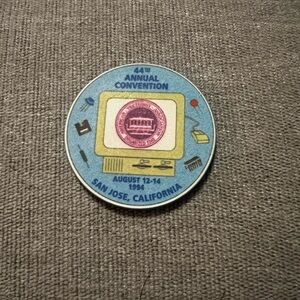 44TH
ANNUAL
CONVENTION
AUGUST 12-14
1994
SAN JOSE, CALIFORNIA